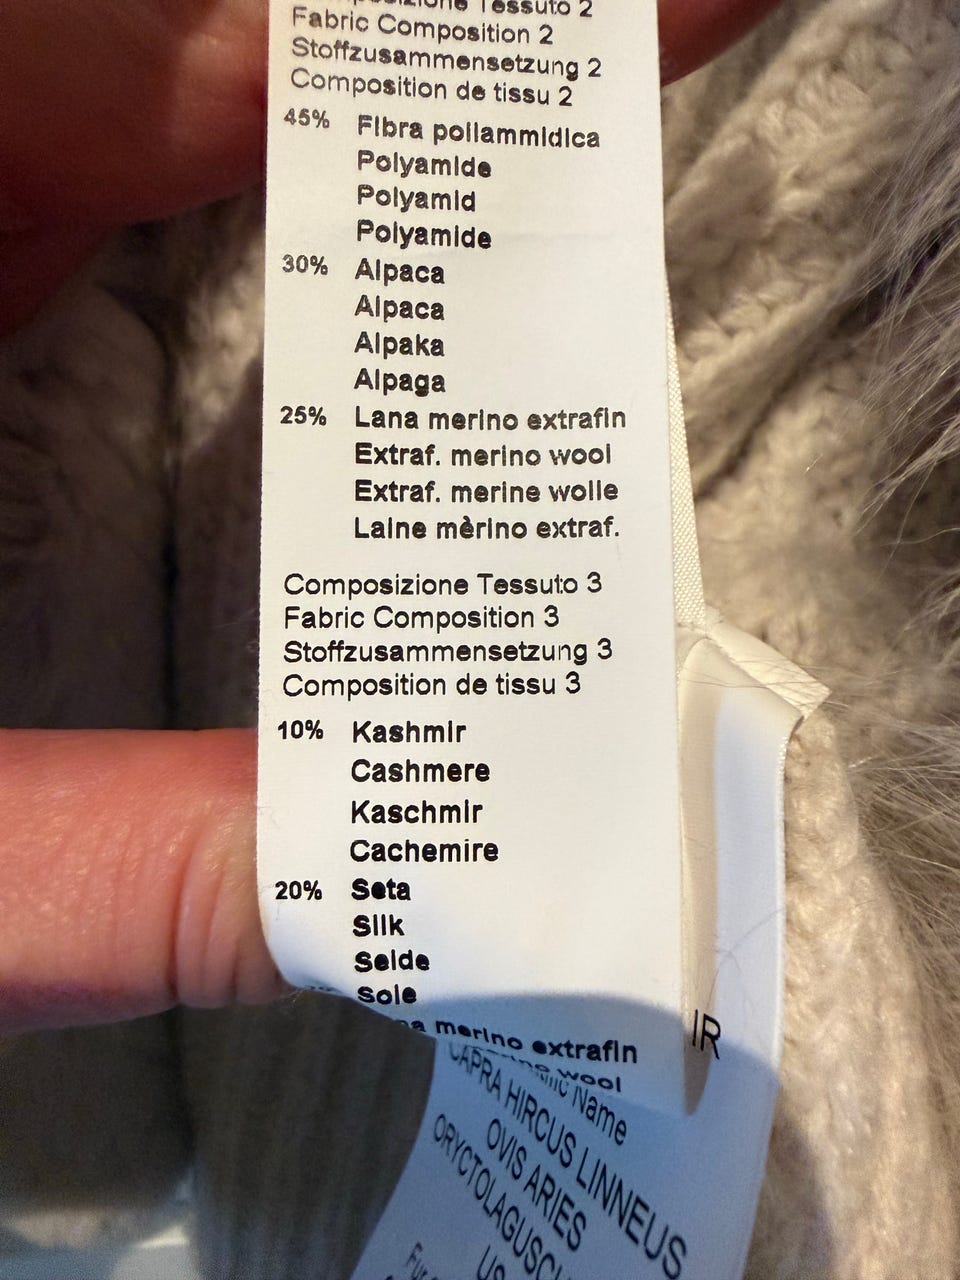 Tessuto 2
Fabric Composition 2
Stoffzusammensetzung 2
Composition de tissu 2
45% Fibra poliammidica
Polyamide
Polyamid
Polyamide
30% Alpaca
Alpaca
Alpaka
Alpaga
25% Lana merino extrafin
Extraf. merino wool
Extraf. merine wolle
Laine mèrino extraf.
Composizione Tessuto 3
Fabric Composition 3
Stoffzusammensetzung 3
Composition de tissu 3
10% Kashmir
Cashmere
Kaschmir
Cachemire
20% Seta
Silk
Seide
Soie
merino extrafin
wool
IR
Name
CAPRA HIRCUS LINNEUS
OVIS ARIES